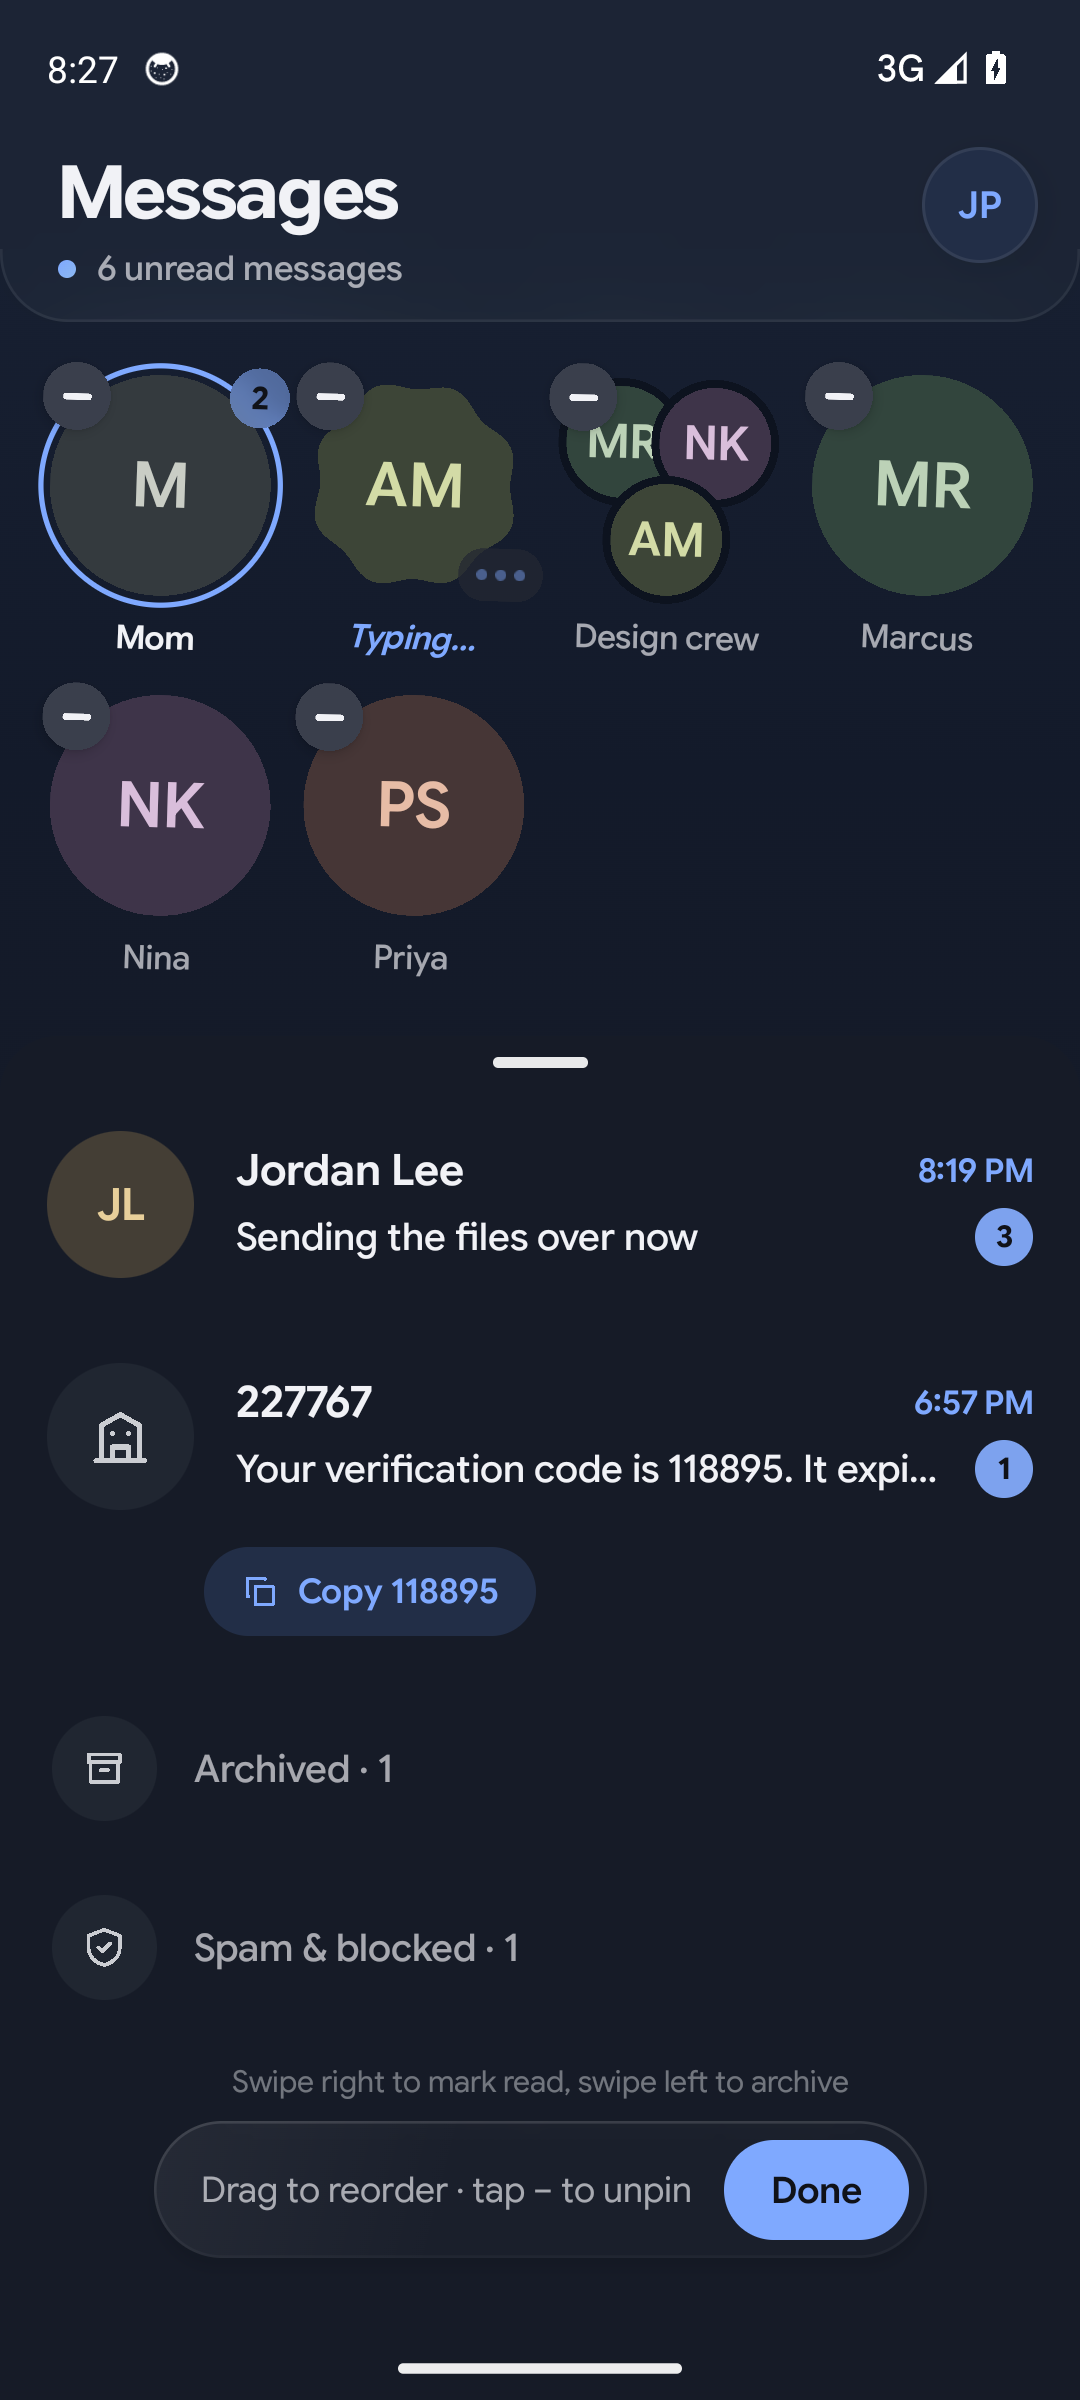 8:27
3G
Messages
JP
6 unread messages
2
M
AM
MR
NK
AM
MR
Mom
Typing...
Design crew
Marcus
NK
PS
Nina
Priya
JL
Jordan Lee
8:19 PM
Sending the files over now
3
227767
6:57 PM
Your verification code is 118895. It expi...
1
Copy 118895
Archived · 1
Spam & blocked · 1
Swipe right to mark read, swipe left to archive
Drag to reorder · tap – to unpin
Done